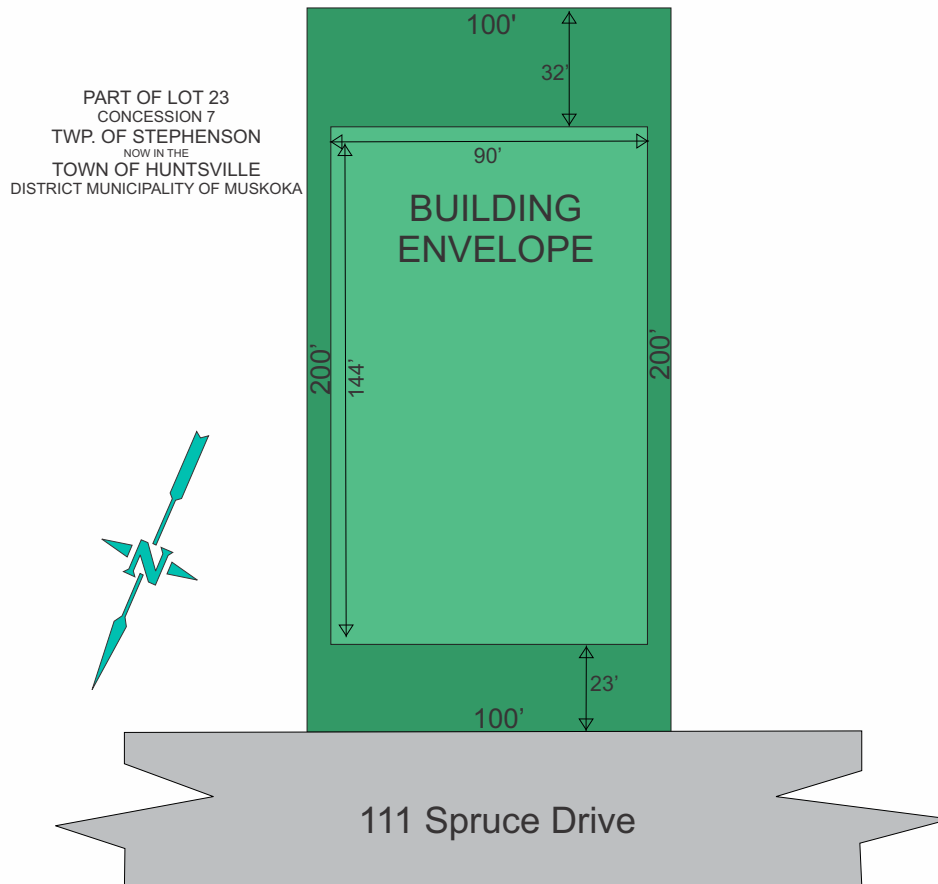 100'
32’
PART OF LOT 23
CONCESSION 7
TWP. OF STEPHENSON
NOW IN THE
TOWN OF HUNTSVILLE
DISTRICT MUNICIPALITY OF MUSKOKA
90’
BUILDING
ENVELOPE
200’
144’
200’
N
23’
100’
111 Spruce Drive